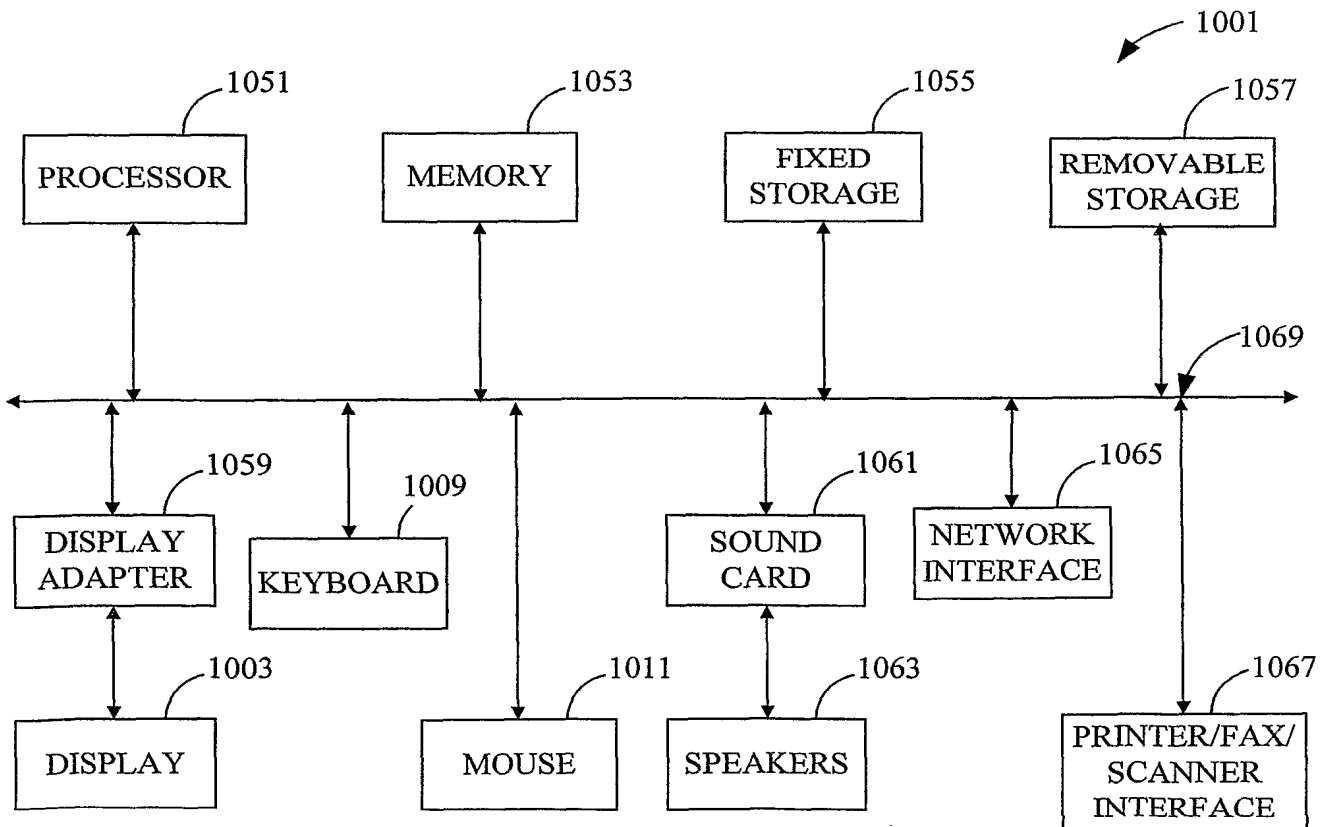 1001
1051
1053
1055
1057
PROCESSOR
MEMORY
FIXED
STORAGE
REMOVABLE
STORAGE
1069
1059
1009
1061
1065
DISPLAY
ADAPTER
KEYBOARD
SOUND
CARD
NETWORK
INTERFACE
1003
1011
1063
1067
DISPLAY
MOUSE
SPEAKERS
PRINTER/FAX/
SCANNER
INTERFACE